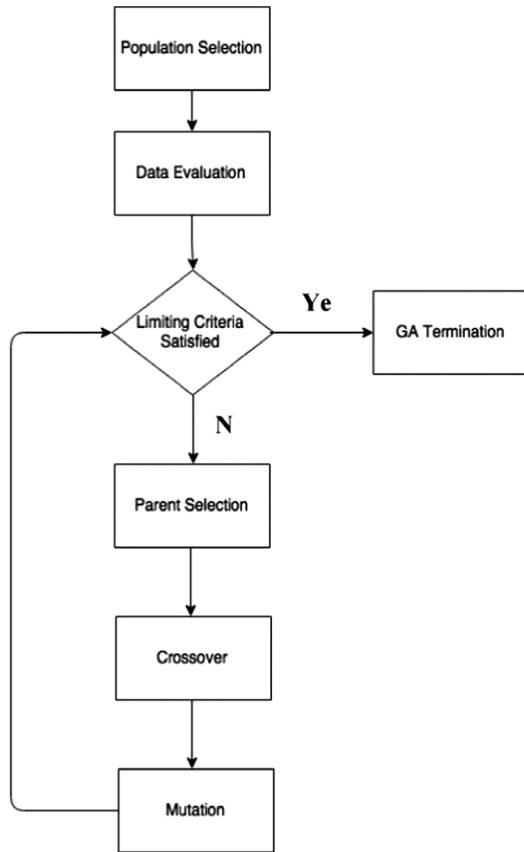 Population Selection
Data Evaluation
Limiting Criteria
Satisfied
Ye
GA Termination
N
Parent Selection
Crossover
Mutation